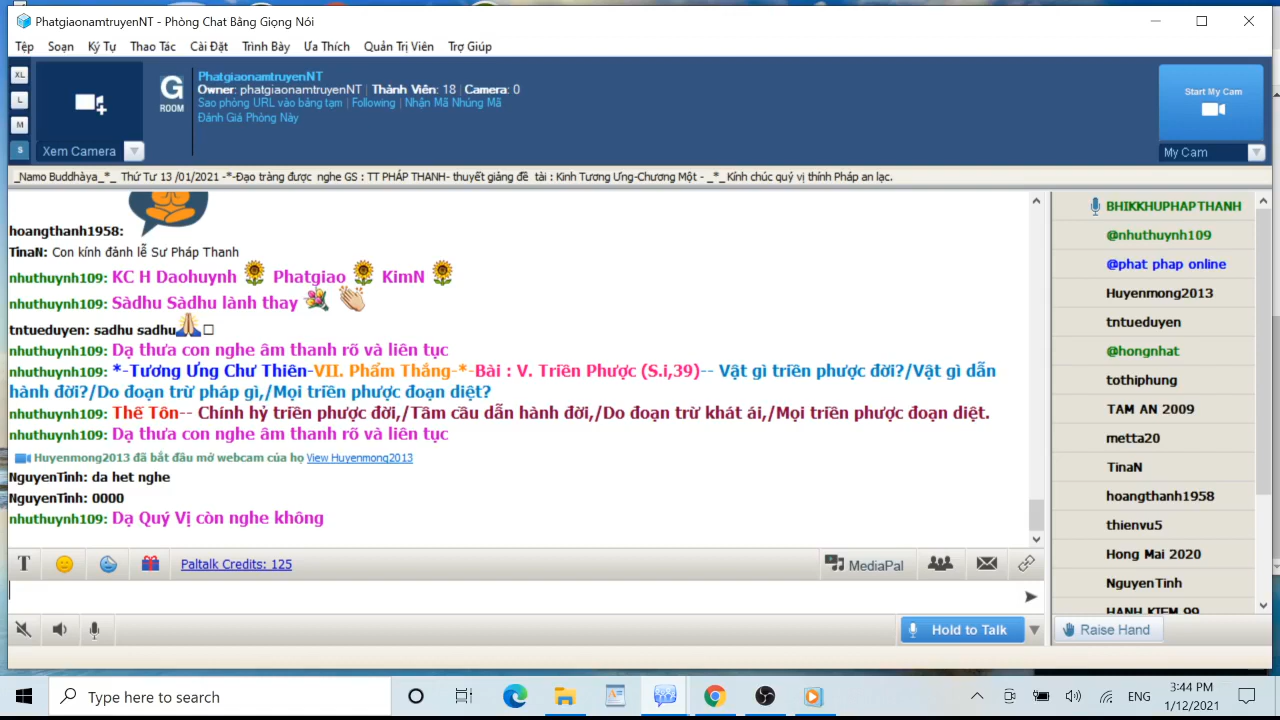 PhatgiaonamtruyenNT - Phòng Chat Bằng Giọng Nói
Tệp Soạn Ký Tự Thao Tác Cài Đặt Trình Bày Ưa Thích Quản Trị Viên Trợ Giúp
XL
L
M
S
Xem Camera
G
ROOM
PhatgiaonamtruyenNT
Owner: phatgiaonamtruyenNT | Thành Viên: 18 | Camera: 0
Sao phỏng URL vào bảng tạm | Following | Nhận Mã Nhúng Mã
Đánh Giá Phòng Này
Start My Cam
My Cam
_Namo Buddhàya_*_ Thứ Tư 13 /01/2021 -*-Đạo tràng được nghe GS : TT PHÁP THANH- thuyết giảng đề tài : Kinh Tương Ưng-Chương Một - _*_ Kính chúc quý vị thính Pháp an lạc.
hoangthanh1958:
TinaN: Con kính đảnh lễ Sư Pháp Thanh
nhuthuynh109: KC H Daohuynh Phatgiao KimN
nhuthuynh109: Sàdhu Sàdhu lành thay
tntueduyen: sadhu sadhu
nhuthuynh109: Dạ thưa con nghe âm thanh rõ và liên tục
nhuthuynh109: *-Tương Ưng Chư Thiên-VII. Phẩm Thắng-*-Bài : V. Triền Phược (S.i,39)-- Vật gì triền phược đời?/Vật gì dẫn
hành đời?/Do đoạn trừ pháp gì,/Mọi triền phược đoạn diệt?
nhuthuynh109: Thế Tôn-- Chính hỷ triền phược đời,/Tầm cầu dẫn hành đời,/Do đoạn trừ khát ái,/Mọi triền phược đoạn diệt.
nhuthuynh109: Dạ thưa con nghe âm thanh rõ và liên tục
Huyenmong2013 đã bắt đầu mở webcam của họ View Huyenmong2013
NguyenTinh: da het nghe
NguyenTinh: 0000
nhuthuynh109: Dạ Quý Vị còn nghe không
BHIKKHUPHAPTHANH
@nhuthuynh109
@phat phap online
Huyenmong2013
tntueduyen
@hongnhat
tothiphung
TAM AN 2009
metta20
TinaN
hoangthanh1958
thienvu5
Hong Mai 2020
NguyenTinh
HANH KIEM 99
T Paltalk Credits: 125 MediaPal
Hold to Talk Raise Hand
Type here to search
ENG
3:44 PM
1/12/2021